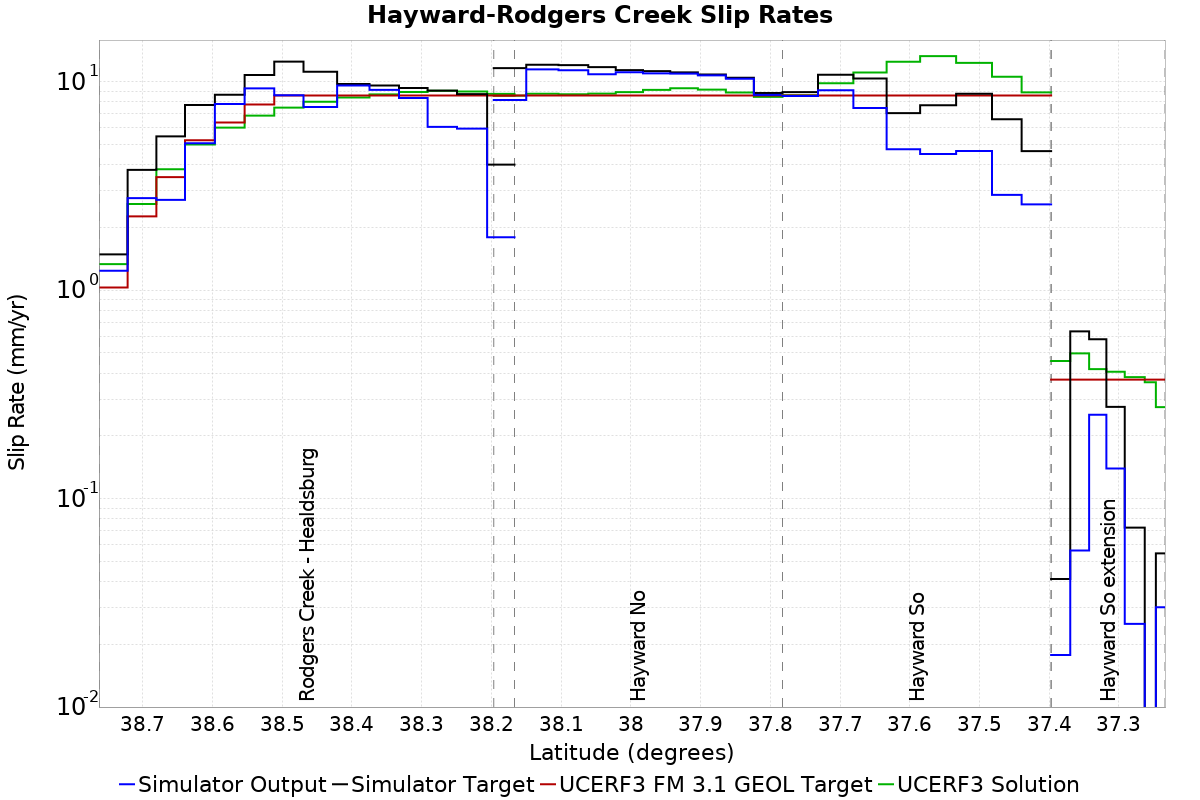 Hayward-Rodgers Creek Slip Rates
Slip Rate (mm/yr)
10^1
10^0
10^-1
10^-2
Rodgers Creek - Healdsburg
Hayward No
Hayward So
Hayward So extension
38.7 38.6 38.5 38.4 38.3 38.2 38.1 38 37.9 37.8 37.7 37.6 37.5 37.4 37.3
Latitude (degrees)
Simulator Output Simulator Target UCERF3 FM 3.1 GEOL Target UCERF3 Solution